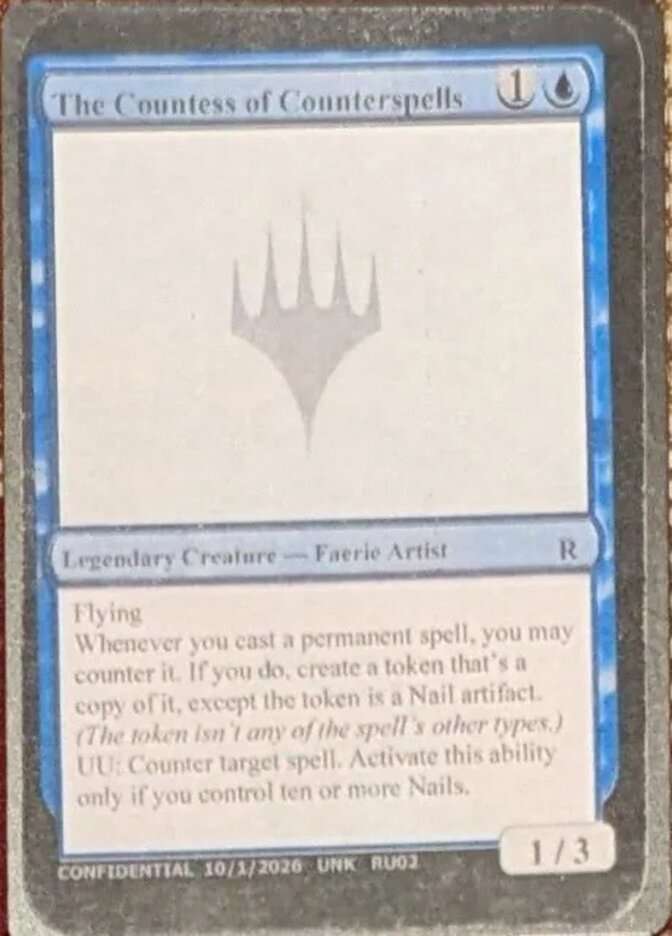 The Countess of Counterspells 1
Legendary Creature — Faerie Artist R
Flying
Whenever you cast a permanent spell, you may
counter it. If you do, create a token that's a
copy of it, except the token is a Nail artifact.
(The token isn't any of the spell's other types.)
UU: Counter target spell. Activate this ability
only if you control ten or more Nails.
1 / 3
CONFIDENTIAL 10/1/2026 UNK RU02